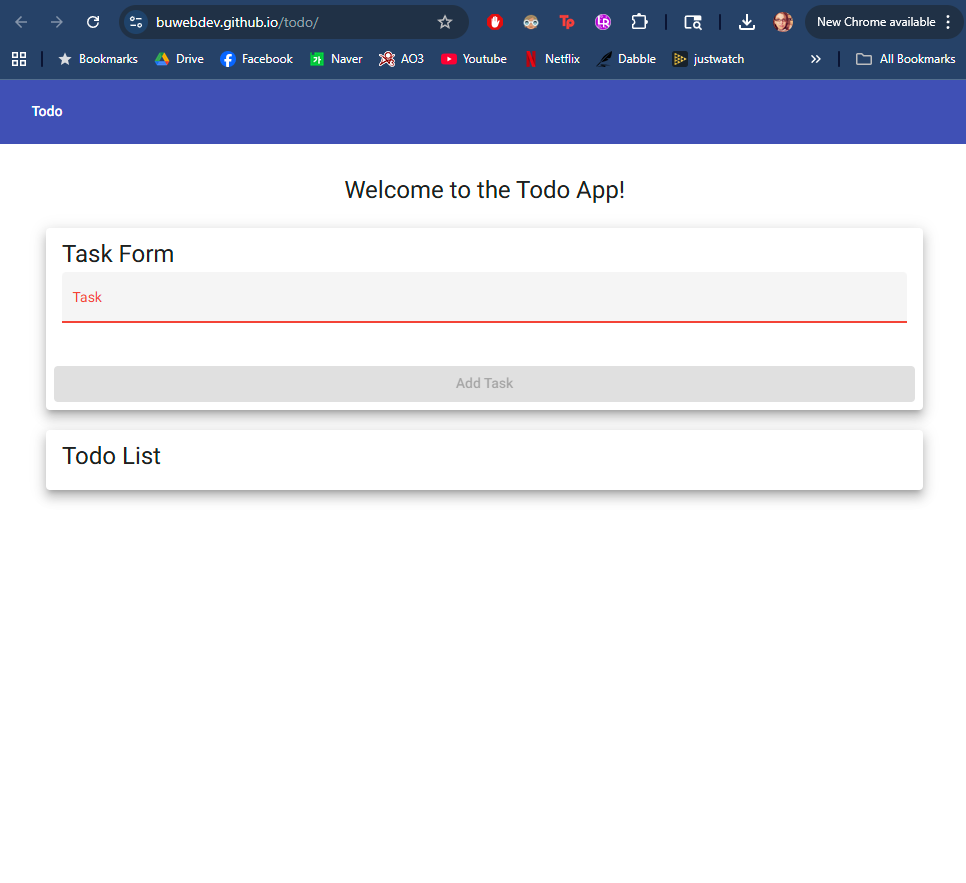 buwebdev.github.io/todo/
Tp
New Chrome available
Bookmarks Drive Facebook Naver AO3 Youtube Netflix Dabble justwatch » All Bookmarks
Todo
Welcome to the Todo App!
Task Form
Task
Add Task
Todo List